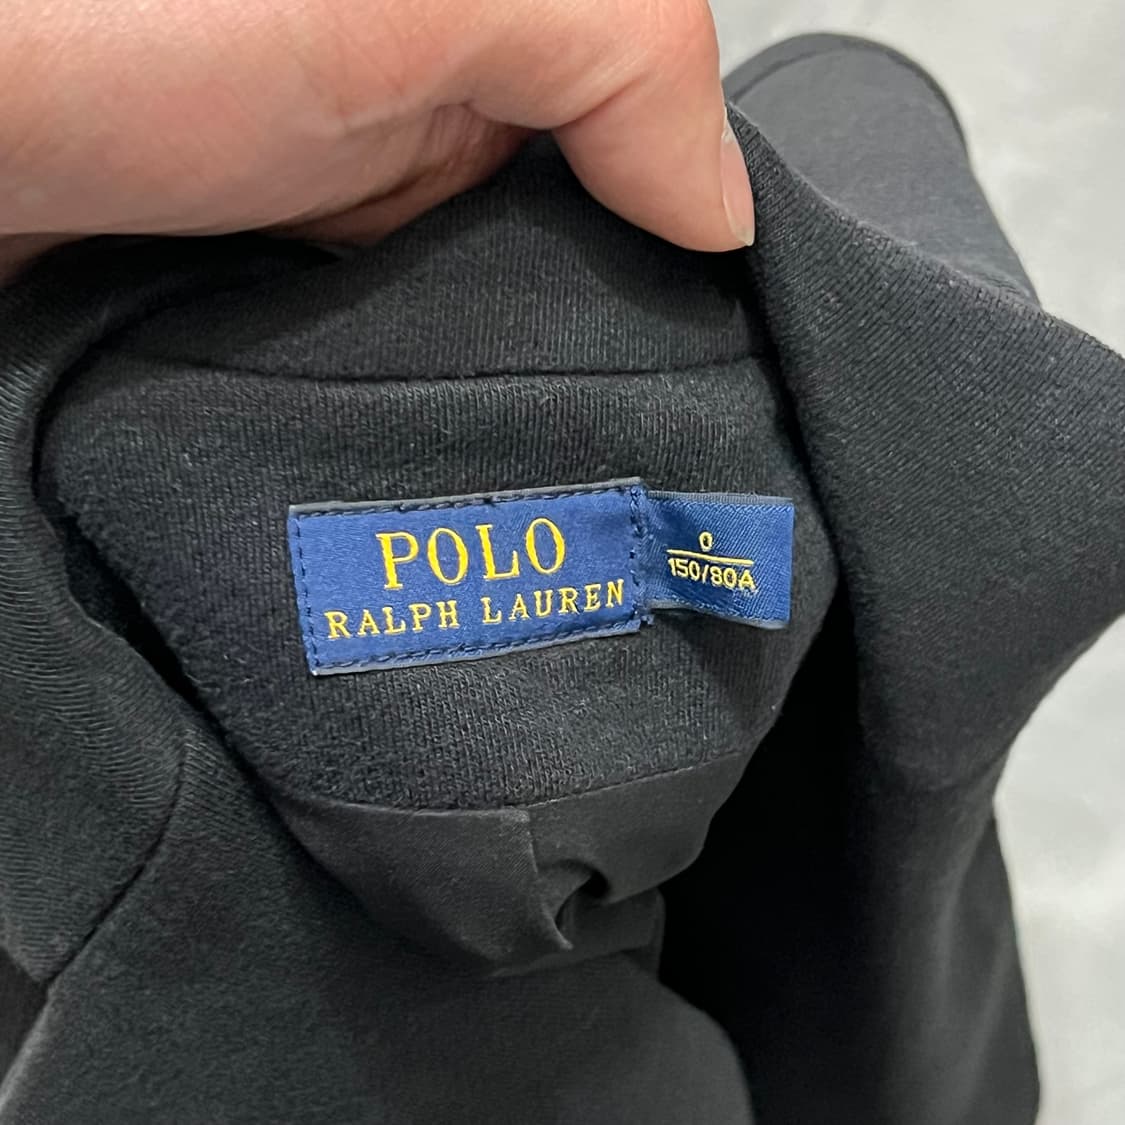 POLO
RALPH LAUREN
0
150/80A